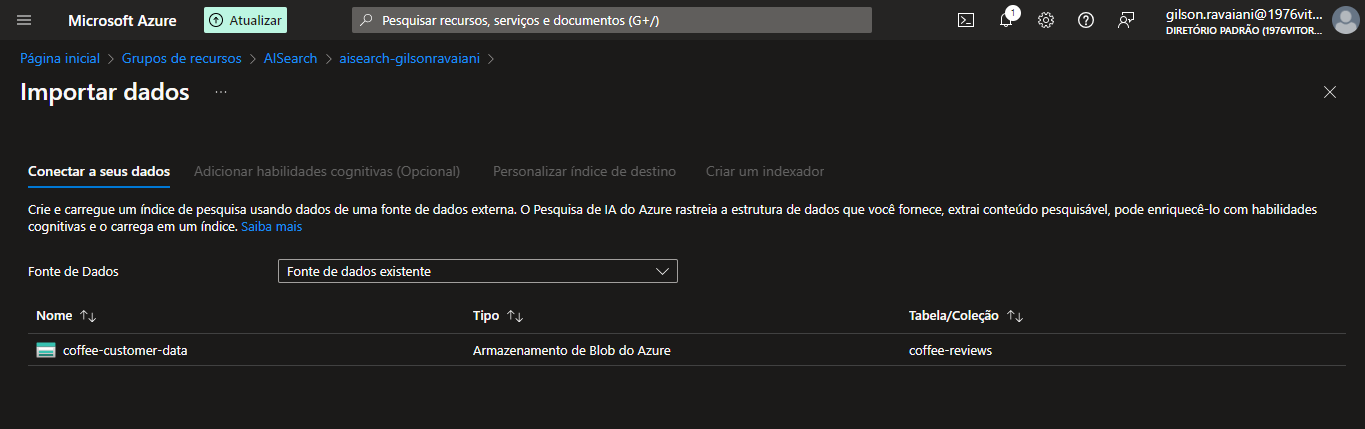 Microsoft Azure
Atualizar
Pesquisar recursos, serviços e documentos (G+/)
1
gilson.ravaiani@1976vit...
DIRETÓRIO PADRÃO (1976VITOR...
Página inicial > Grupos de recursos > AISearch > aisearch-gilsonravaiani >
Importar dados ...
Conectar a seus dados Adicionar habilidades cognitivas (Opcional) Personalizar índice de destino Criar um indexador
Crie e carregue um índice de pesquisa usando dados de uma fonte de dados externa. O Pesquisa de IA do Azure rastreia a estrutura de dados que você fornece, extrai conteúdo pesquisável, pode enriquecê-lo com habilidades
cognitivas e o carrega em um índice. Saiba mais
Fonte de Dados Fonte de dados existente
Nome ↑↓ Tipo ↑↓ Tabela/Coleção ↑↓
coffee-customer-data Armazenamento de Blob do Azure coffee-reviews